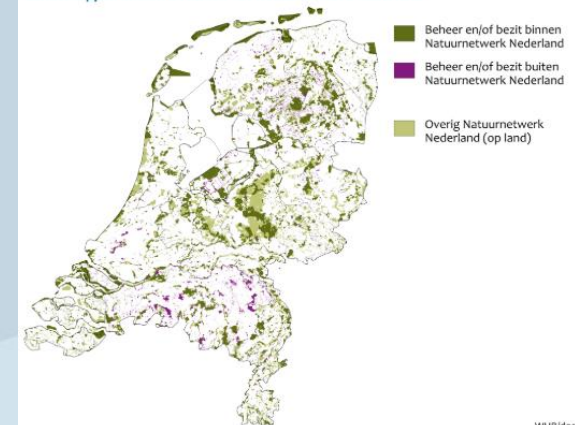 Beheer en/of bezit binnen
Natuurnetwerk Nederland
Beheer en/of bezit buiten
Natuurnetwerk Nederland
Overig Natuurnetwerk
Nederland (op land)